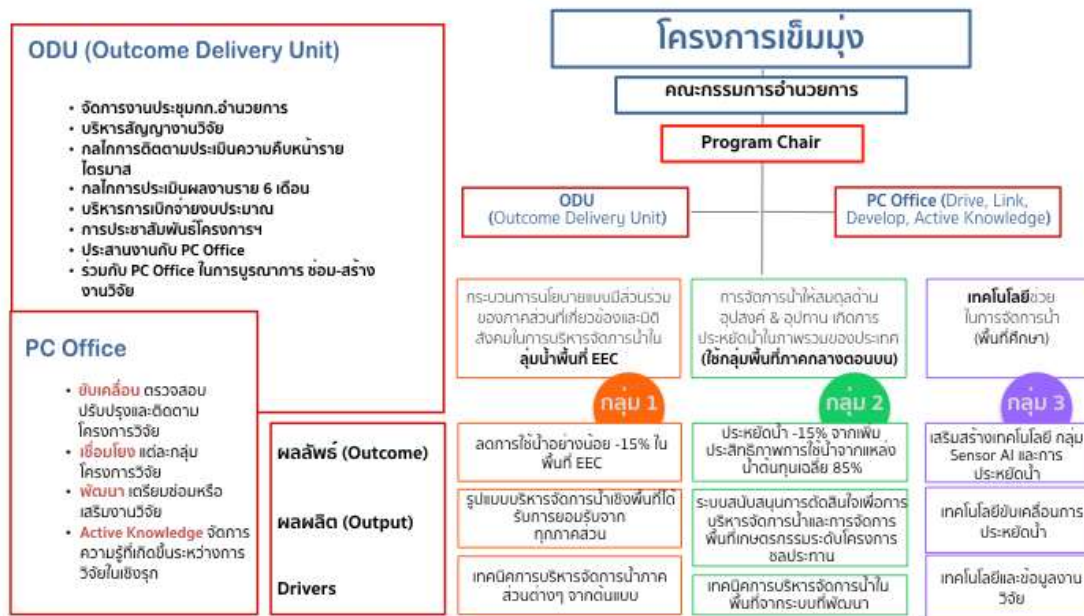 ODU (Outcome Delivery Unit)
• จัดการงานประชุมกก.อำนวยการ
• บริหารสัญญางานวิจัย
• กลไกการติดตามประเมินความคืบหน้าราย
ไตรมาส
• กลไกการประเมินผลงานราย 6 เดือน
• บริหารการเบิกจ่ายงบประมาณ
• การประชาสัมพันธ์โครงการฯ
• ประสานงานกับ PC Office
• ร่วมกับ PC Office ในการบูรณาการ ซ่อม-สร้าง
งานวิจัย
PC Office
• ขับเคลื่อน ตรวจสอบ
ปรับปรุงและติดตาม
โครงการวิจัย
• เชื่อมโยง แต่ละกลุ่ม
โครงการวิจัย
• พัฒนา เตรียมซ่อมหรือ
เสริมงานวิจัย
• Active Knowledge จัดการ
ความรู้ที่เกิดขึ้นระหว่างการ
วิจัยในเชิงรุก
โครงการเข็มมุ่ง
คณะกรรมการอำนวยการ
Program Chair
ODU
(Outcome Delivery Unit)
PC Office (Drive, Link,
Develop, Active Knowledge)
กระบวนการนโยบายแบบมีส่วนร่วม
ของภาคส่วนที่เกี่ยวข้องและมิติ
สังคมในการบริหารจัดการน้ำใน
ลุ่มน้ำพื้นที่ EEC
การจัดการน้ำให้สมดุลด้าน
อุปสงค์ & อุปทาน เกิดการ
ประหยัดน้ำในภาพรวมของประเทศ
(ใช้กลุ่มพื้นที่ภาคกลางตอนบน)
เทคโนโลยีช่วย
ในการจัดการน้ำ
(พื้นที่ศึกษา)
กลุ่ม 1
กลุ่ม 2
กลุ่ม 3
ผลลัพธ์ (Outcome)
ลดการใช้น้ำอย่างน้อย -15% ใน
พื้นที่ EEC
ประหยัดน้ำ -15% จากเพิ่ม
ประสิทธิภาพการใช้น้ำจากแหล่ง
น้ำต้นทุนเฉลี่ย 85%
เสริมสร้างเทคโนโลยี กลุ่ม
Sensor AI และการ
ประหยัดน้ำ
ผลผลิต (Output)
รูปแบบบริหารจัดการน้ำเชิงพื้นที่ได้
รับการยอมรับจาก
ทุกภาคส่วน
ระบบสนับสนุนการตัดสินใจเพื่อการ
บริหารจัดการน้ำและการจัดการ
พื้นที่เกษตรกรรมระดับโครงการ
ชลประทาน
เทคโนโลยีขับเคลื่อนการ
ประหยัดน้ำ
Drivers
เทคนิคการบริหารจัดการน้ำภาค
ส่วนต่างๆ จากต้นแบบ
เทคนิคการบริหารจัดการน้ำใน
พื้นที่จากระบบที่พัฒนา
เทคโนโลยีและข้อมูลงาน
วิจัย